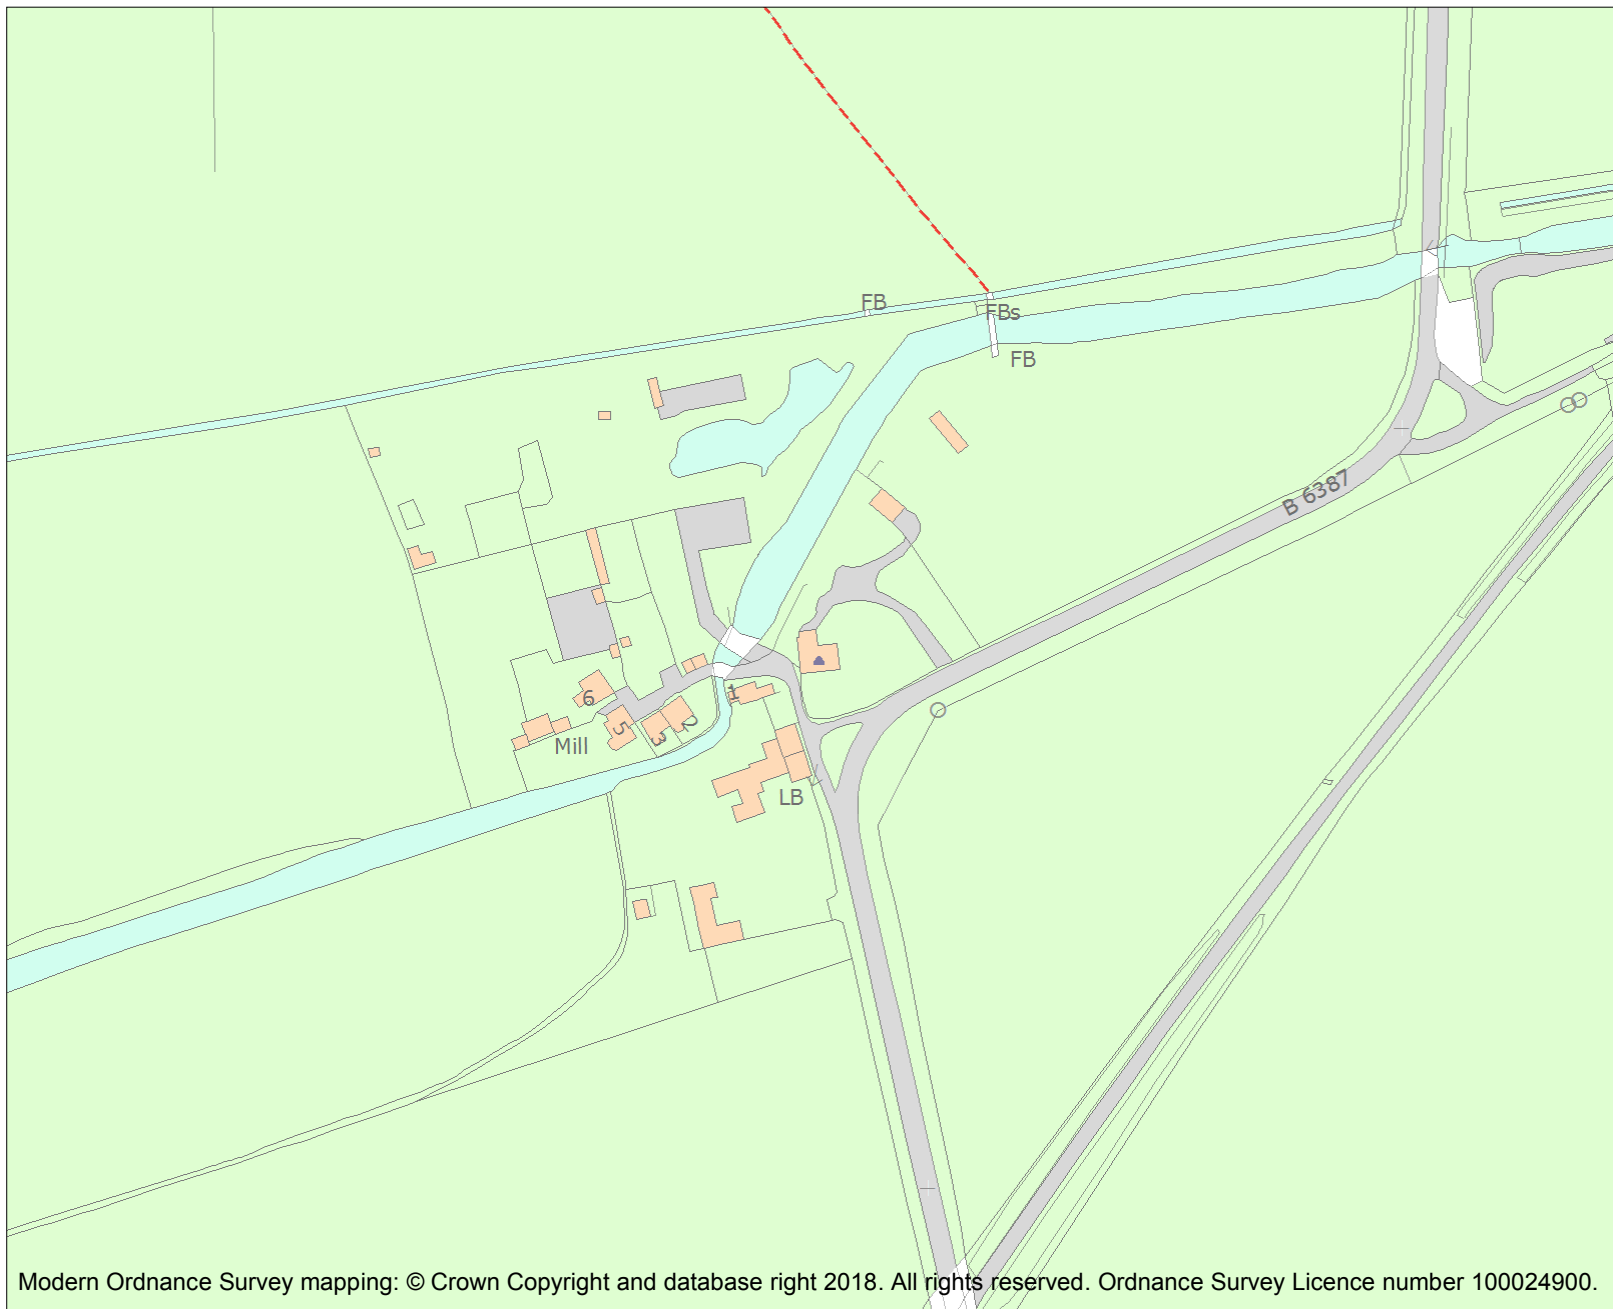 FB
FBs
FB
B 6387
6
1
2
5
3
Mill
LB
Modern Ordnance Survey mapping: © Crown Copyright and database right 2018. All rights reserved. Ordnance Survey Licence number 100024900.